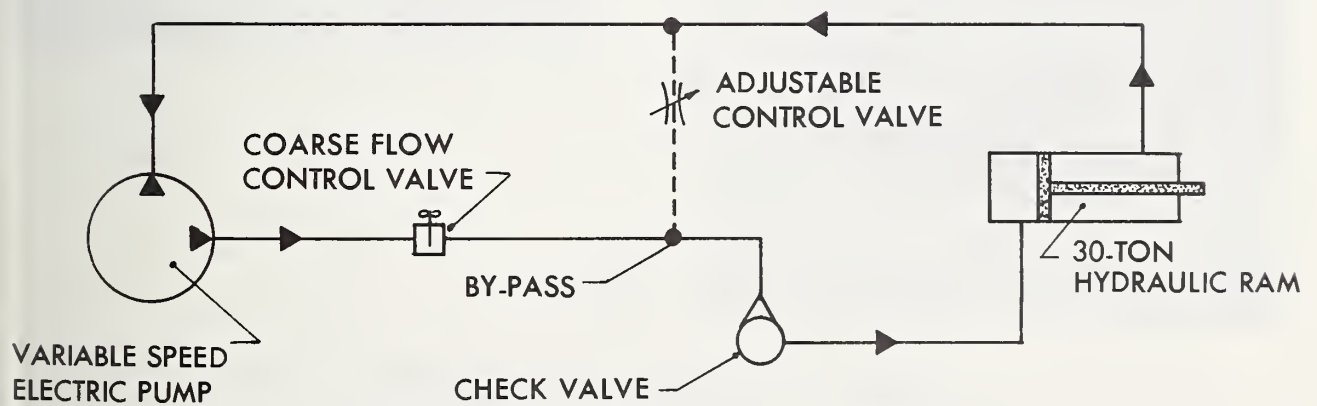 ADJUSTABLE
CONTROL VALVE
COARSE FLOW
CONTROL VALVE
BY-PASS
30-TON
HYDRAULIC RAM
VARIABLE SPEED
ELECTRIC PUMP
CHECK VALVE